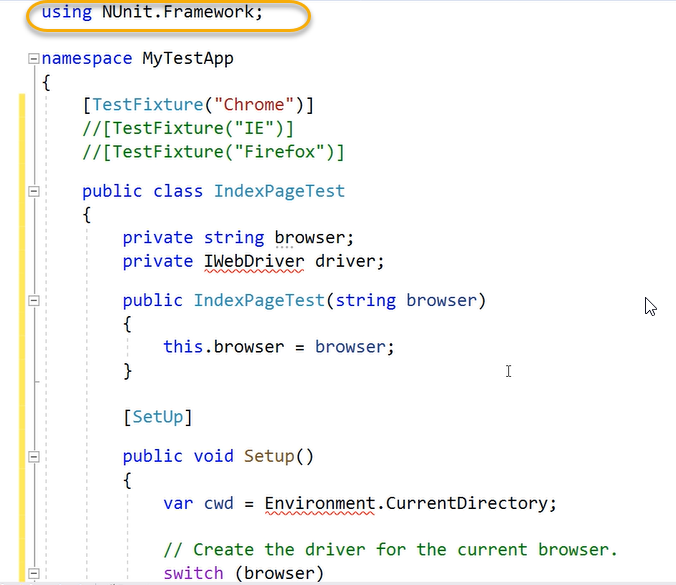 using NUnit.Framework;
namespace MyTestApp
{
[TestFixture("Chrome")]
//[TestFixture("IE")]
//[TestFixture("Firefox")]
public class IndexPageTest
{
private string browser;
private IWebDriver driver;
public IndexPageTest(string browser)
{
this.browser = browser;
}
[SetUp]
public void Setup()
{
var cwd = Environment.CurrentDirectory;
// Create the driver for the current browser.
switch (browser)